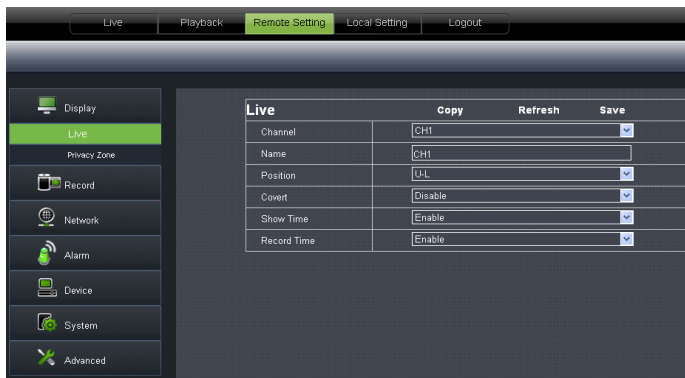 Live Playback Remote Setting Local Setting Logout
Display
Live
Privacy Zone
Record
Network
Alarm
Device
System
Advanced
Live Copy Refresh Save
Channel CH1
Name CH1
Position U-L
Covert Disable
Show Time Enable
Record Time Enable